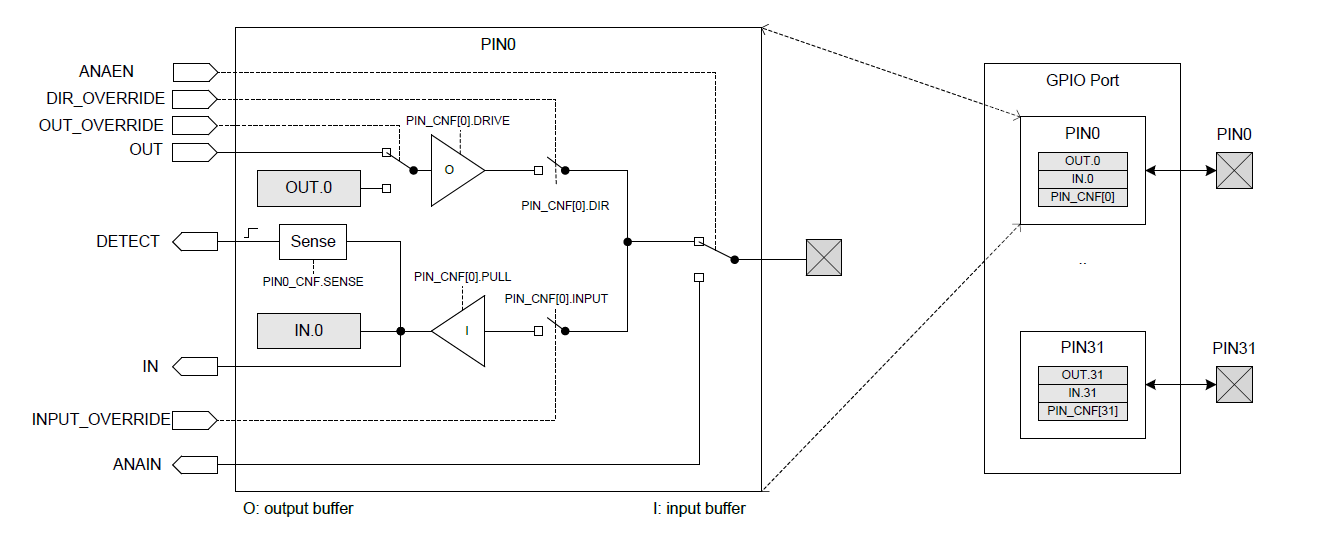 PIN0
ANAEN
DIR_OVERRIDE
OUT_OVERRIDE
OUT
PIN_CNF[0].DRIVE
O
OUT.0
PIN_CNF[0].DIR
DETECT
Sense
PIN0_CNF.SENSE
PIN_CNF[0].PULL
PIN_CNF[0].INPUT
IN.0
I
IN
INPUT_OVERRIDE
ANAIN
O: output buffer
I: input buffer
GPIO Port
PIN0
OUT.0
IN.0
PIN_CNF[0]
PIN0
..
PIN31
OUT.31
IN.31
PIN_CNF[31]
PIN31